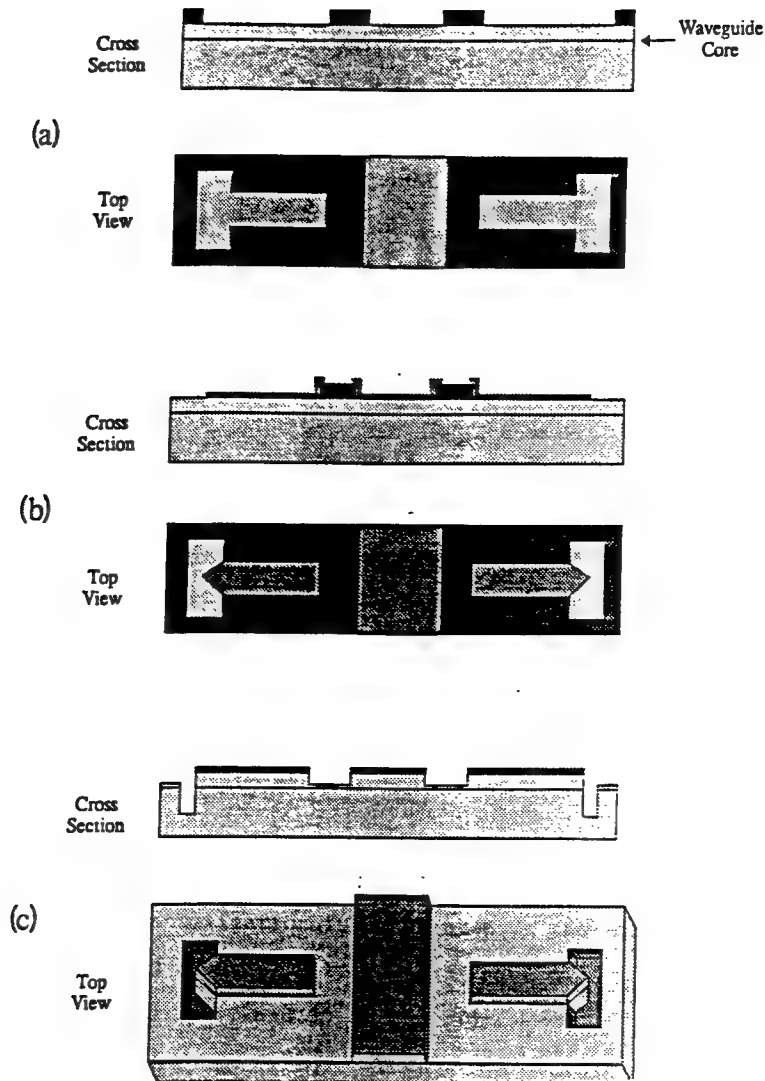 Cross
Section
Waveguide
Core
(a)
Top
View
Cross
Section
(b)
Top
View
Cross
Section
(c)
Top
View